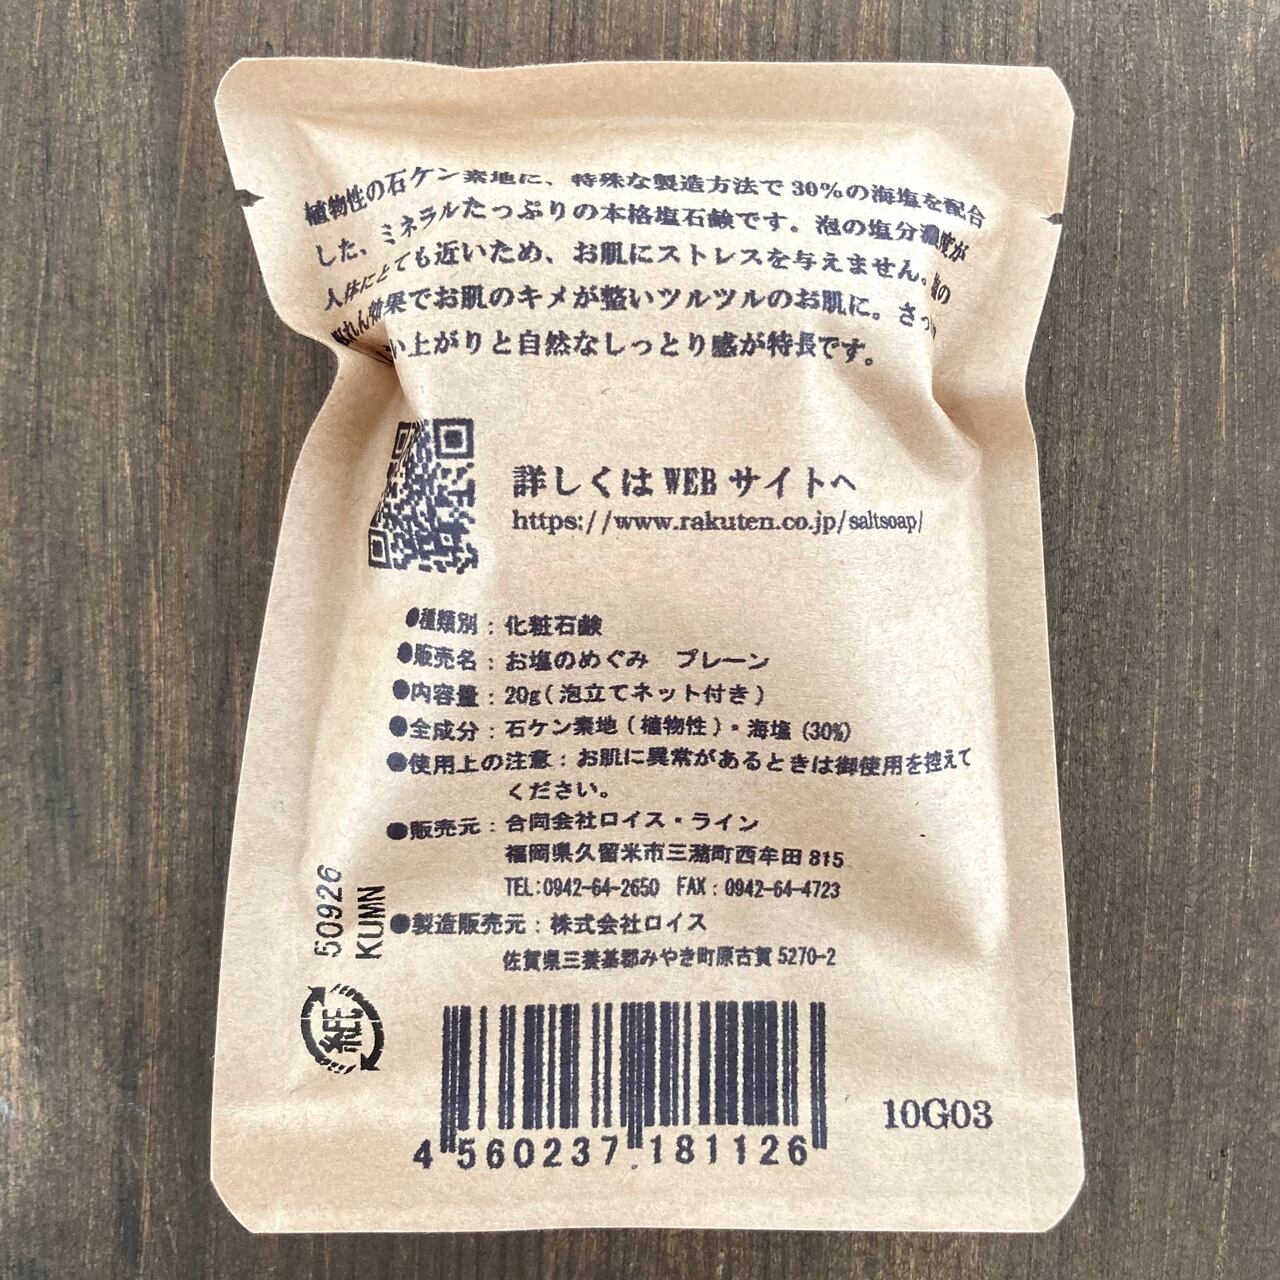 植物性の石ケン素地に、特殊な製造方法で30%の海塩を配合
した、ミネラルたっぷりの本格塩石鹸です。泡の塩分濃度が
人体にとても近いため、お肌にストレスを与えません。塩の
収れん効果でお肌のキメが整いツルツルのお肌に。さっぱ
い上がりと自然なしっとり感が特長です。
詳しくはWEBサイトへ
https://www.rakuten.co.jp/saltsoap/
●種類別：化粧石鹸
●販売名：お塩のめぐみ　プレーン
●内容量：20g(泡立てネット付き)
●全成分：石ケン素地(植物性)・海塩(30%)
●使用上の注意：お肌に異常があるときは御使用を控えて
ください。
●販売元：合同会社ロイス・ライン
福岡県久留米市三潴町西牟田815
TEL:0942-64-2650　FAX：0942-64-4723
●製造販売元：株式会社ロイス
佐賀県三養基郡みやき町原古賀5270-2
50926
KUMN
紙
4 560237 181126
10G03